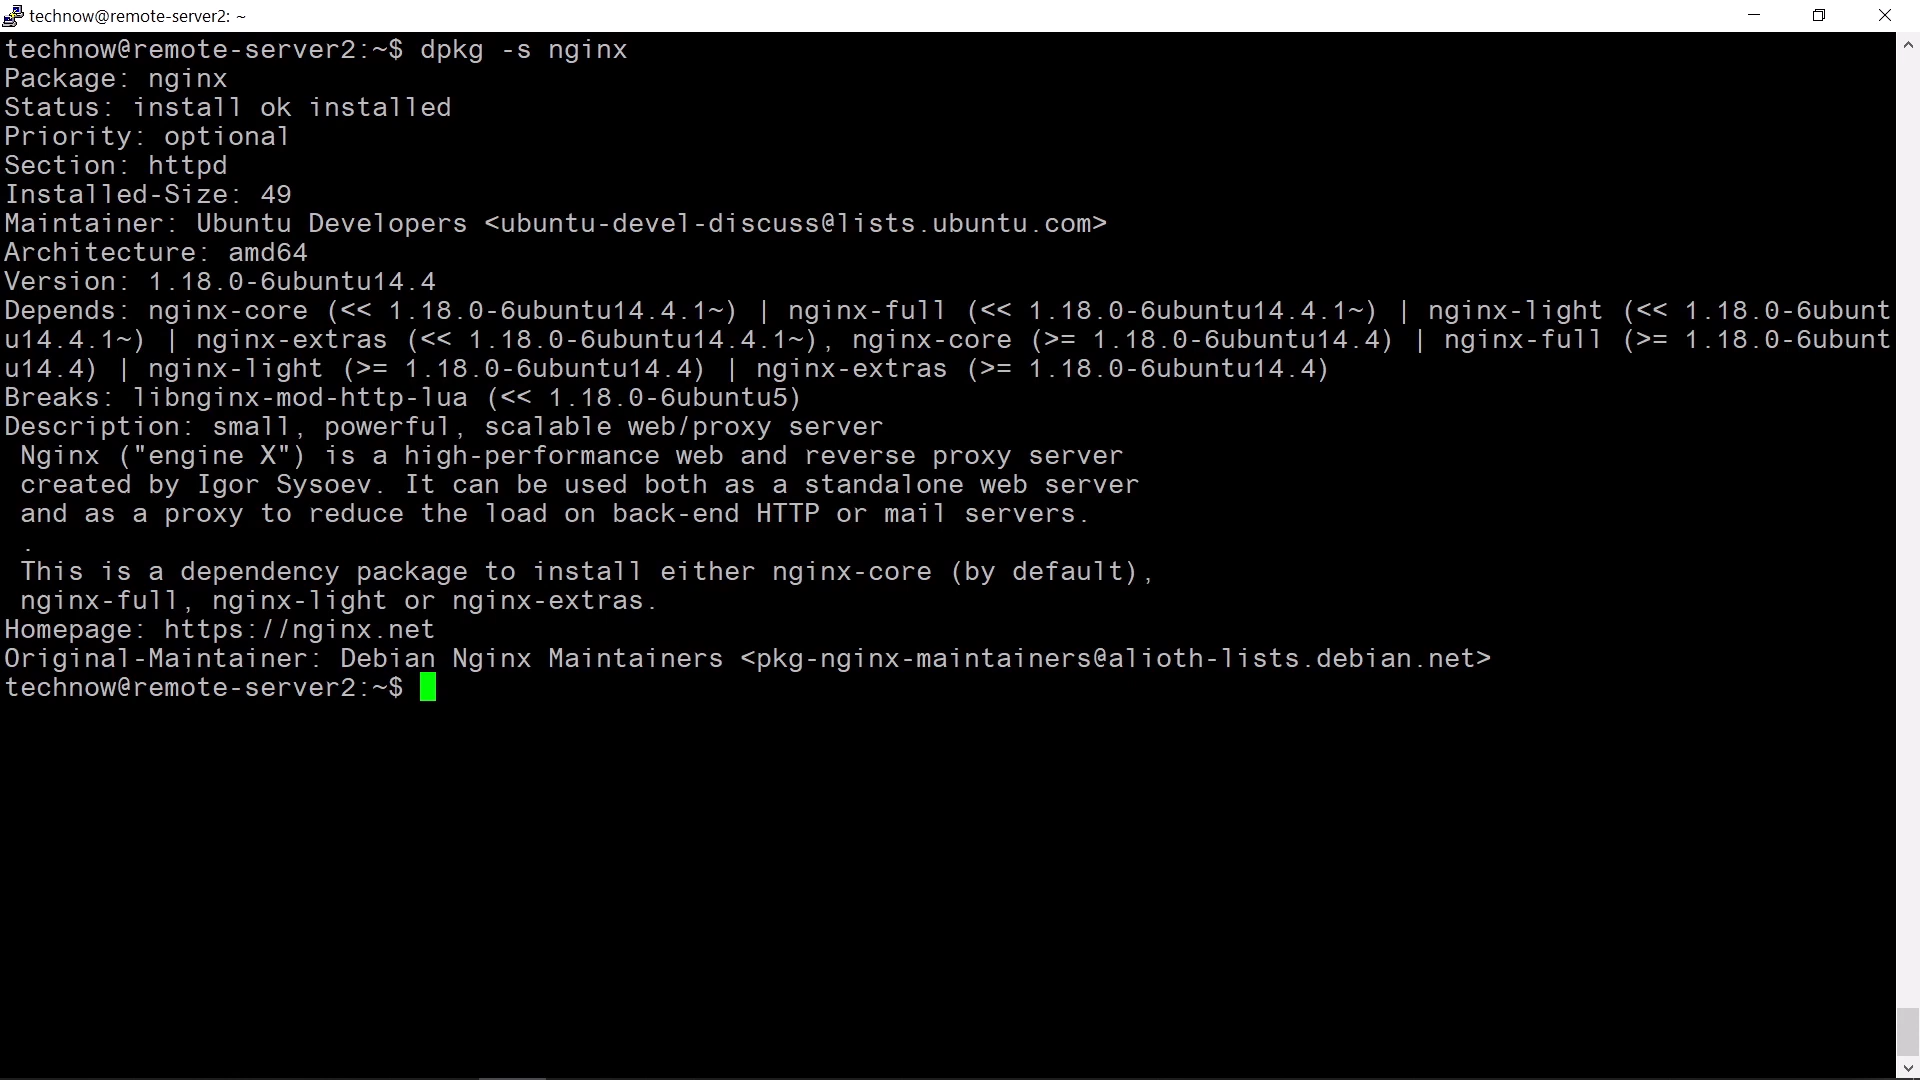 technow@remote-server2: ~
technow@remote-server2:~$ dpkg -s nginx
Package: nginx
Status: install ok installed
Priority: optional
Section: httpd
Installed-Size: 49
Maintainer: Ubuntu Developers <ubuntu-devel-discuss@lists.ubuntu.com>
Architecture: amd64
Version: 1.18.0-6ubuntu14.4
Depends: nginx-core (<< 1.18.0-6ubuntu14.4.1~) | nginx-full (<< 1.18.0-6ubuntu14.4.1~) | nginx-light (<< 1.18.0-6ubunt
u14.4.1~) | nginx-extras (<< 1.18.0-6ubuntu14.4.1~), nginx-core (>= 1.18.0-6ubuntu14.4) | nginx-full (>= 1.18.0-6ubunt
u14.4) | nginx-light (>= 1.18.0-6ubuntu14.4) | nginx-extras (>= 1.18.0-6ubuntu14.4)
Breaks: libnginx-mod-http-lua (<< 1.18.0-6ubuntu5)
Description: small, powerful, scalable web/proxy server
 Nginx ("engine X") is a high-performance web and reverse proxy server
 created by Igor Sysoev. It can be used both as a standalone web server
 and as a proxy to reduce the load on back-end HTTP or mail servers.
 .
 This is a dependency package to install either nginx-core (by default),
 nginx-full, nginx-light or nginx-extras.
Homepage: https://nginx.net
Original-Maintainer: Debian Nginx Maintainers <pkg-nginx-maintainers@alioth-lists.debian.net>
technow@remote-server2:~$